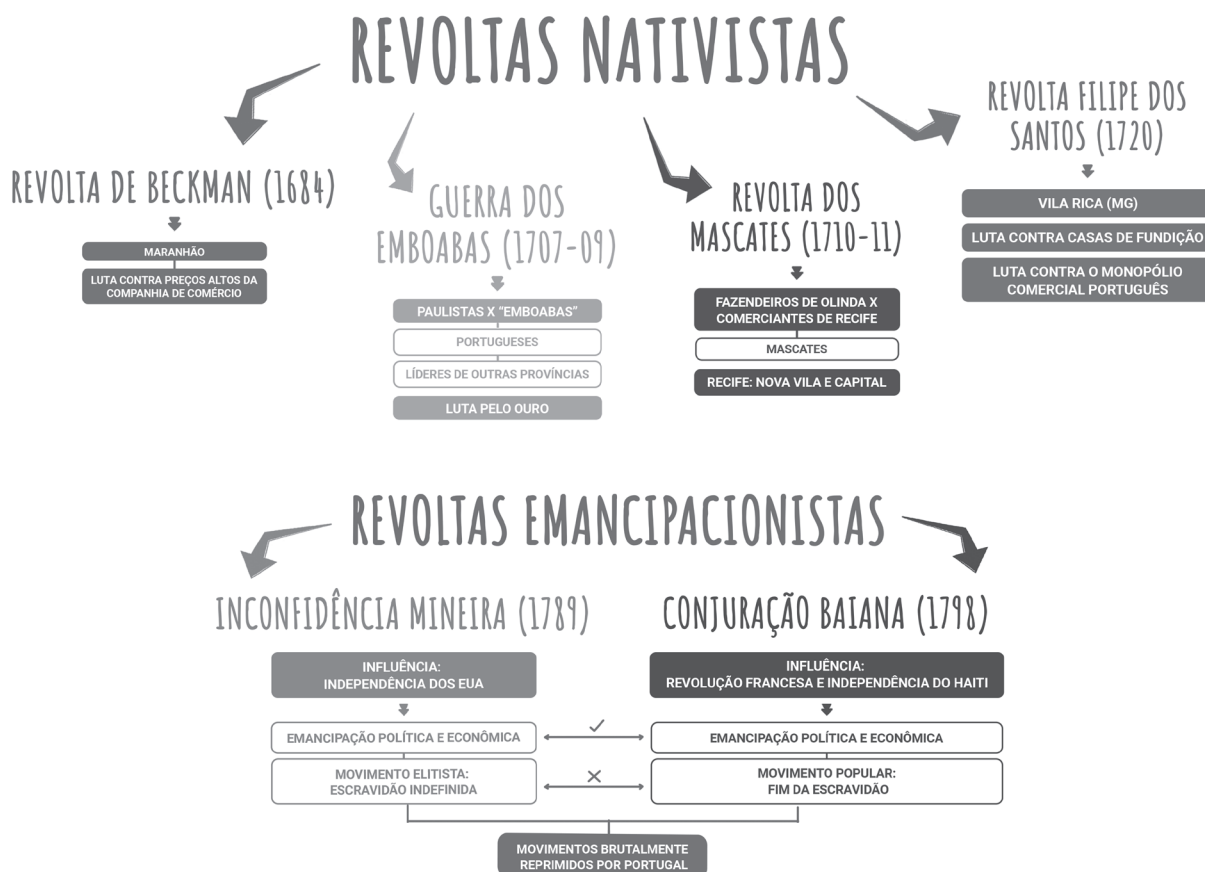 REVOLTAS NATIVISTAS
REVOLTA DE BECKMAN (1684)
MARANHÃO
LUTA CONTRA PREÇOS ALTOS DA
COMPANHIA DE COMÉRCIO
GUERRA DOS
EMBOABAS (1707-09)
PAULISTAS X “EMBOABAS”
PORTUGUESES
LÍDERES DE OUTRAS PROVÍNCIAS
LUTA PELO OURO
REVOLTA DOS
MASCATES (1710-11)
FAZENDEIROS DE OLINDA X
COMERCIANTES DE RECIFE
MASCATES
RECIFE: NOVA VILA E CAPITAL
REVOLTA FILIPE DOS
SANTOS (1720)
VILA RICA (MG)
LUTA CONTRA CASAS DE FUNDIÇÃO
LUTA CONTRA O MONOPÓLIO
COMERCIAL PORTUGUÊS
REVOLTAS EMANCIPACIONISTAS
INCONFIDÊNCIA MINEIRA (1789)
INFLUÊNCIA:
INDEPENDÊNCIA DOS EUA
EMANCIPAÇÃO POLÍTICA E ECONÔMICA
MOVIMENTO ELITISTA:
ESCRAVIDÃO INDEFINIDA
CONJURAÇÃO BAIANA (1798)
INFLUÊNCIA:
REVOLUÇÃO FRANCESA E INDEPENDÊNCIA DO HAITI
EMANCIPAÇÃO POLÍTICA E ECONÔMICA
MOVIMENTO POPULAR:
FIM DA ESCRAVIDÃO
MOVIMENTOS BRUTALMENTE
REPRIMIDOS POR PORTUGAL